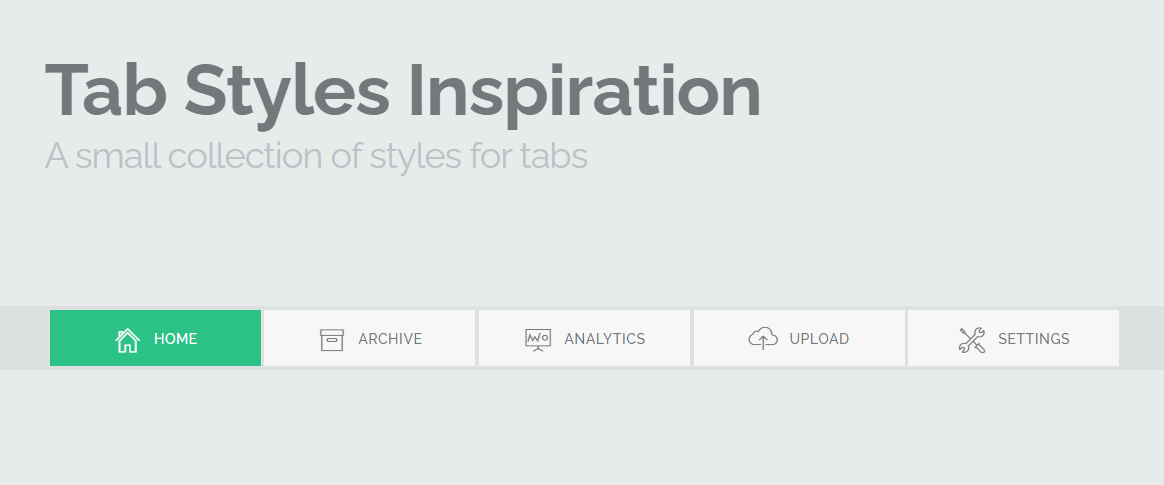 Tab Styles Inspiration
A small collection of styles for tabs
HOME
ARCHIVE
ANALYTICS
UPLOAD
SETTINGS